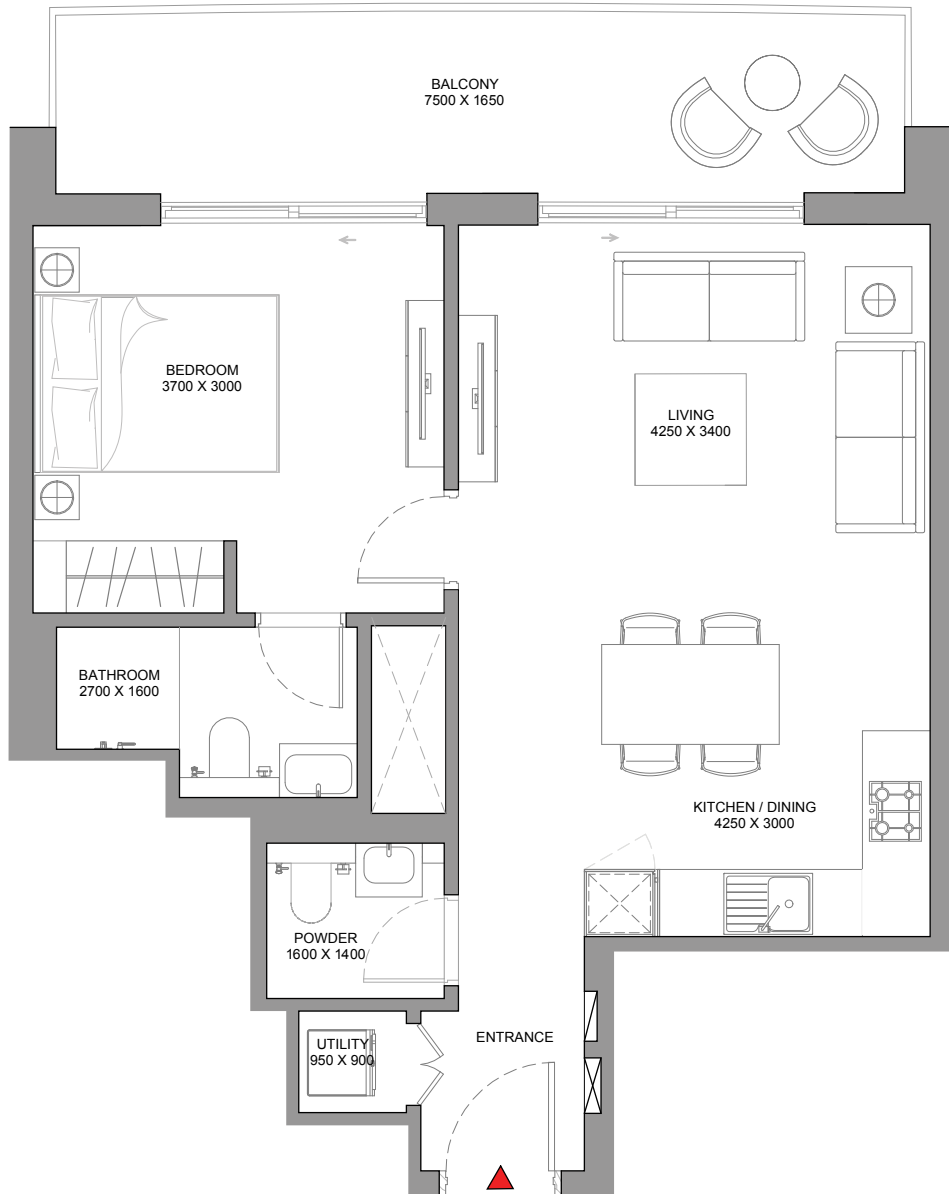 BALCONY
7500 X 1650
BEDROOM
3700 X 3000
LIVING
4250 X 3400
BATHROOM
2700 X 1600
KITCHEN / DINING
4250 X 3000
POWDER
1600 X 1400
UTILITY
950 X 900
ENTRANCE